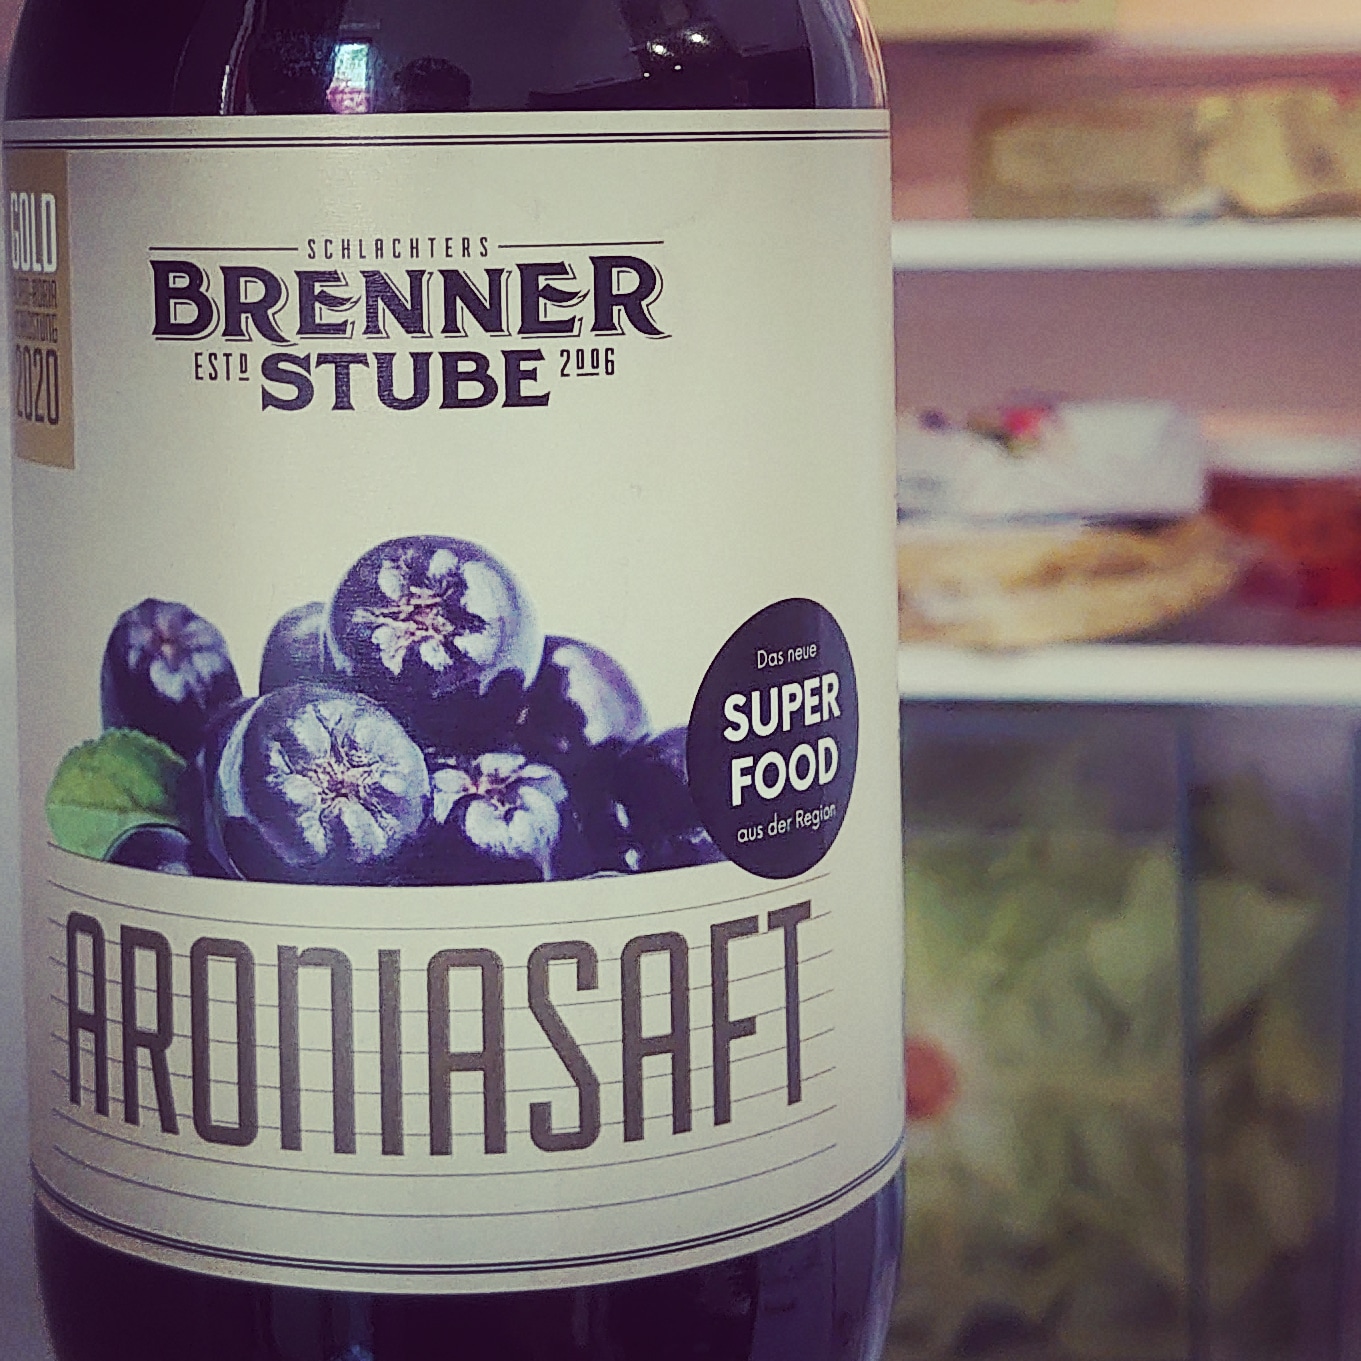 GOLD
2020
SCHLACHTERS
BRENNER
ESTD STUBE 2006
Das neue
SUPER
FOOD
aus der Region
ARONIASAFT